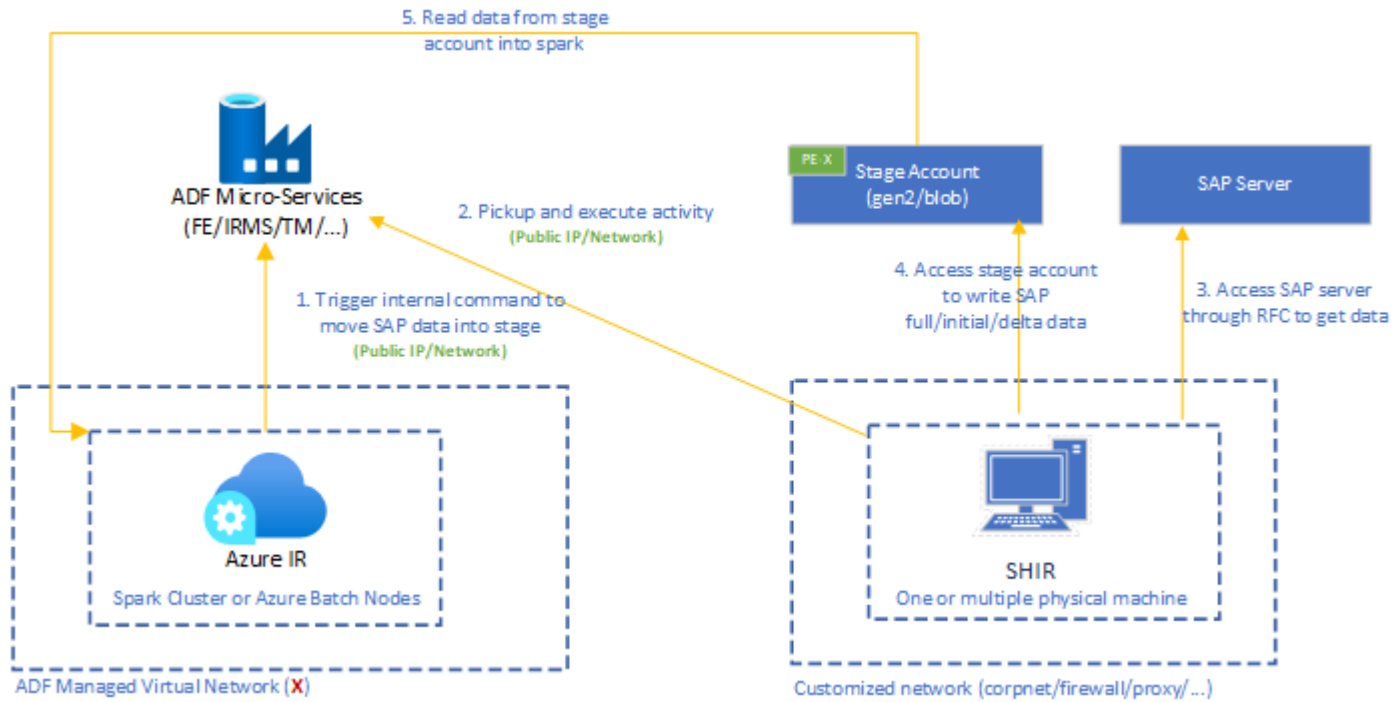 5. Read data from stage
account into spark
ADF Micro-Services
(FE/IRMS/TM/...)
2. Pickup and execute activity
(Public IP/Network)
PE-X
Stage Account
(gen2/blob)
SAP Server
1. Trigger internal command to
move SAP data into stage
(Public IP/Network)
4. Access stage account
to write SAP
full/initial/delta data
3. Access SAP server
through RFC to get data
Azure IR
Spark Cluster or Azure Batch Nodes
ADF Managed Virtual Network (X)
SHIR
One or multiple physical machine
Customized network (corpnet/firewall/proxy/...)